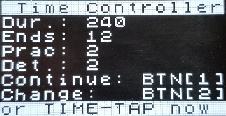 Time Controller
Dur.: 240
Ends: 12
Prac: 2
Det.: 2
Continue: BTN[1]
Change: BTN[2]
or TIME-TAP now